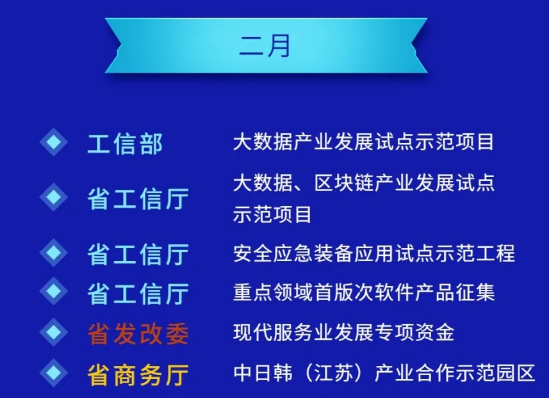 二月
工信部 大数据产业发展试点示范项目
省工信厅 大数据、区块链产业发展试点
示范项目
省工信厅 安全应急装备应用试点示范工程
省工信厅 重点领域首版次软件产品征集
省发改委 现代服务业发展专项资金
省商务厅 中日韩（江苏）产业合作示范园区